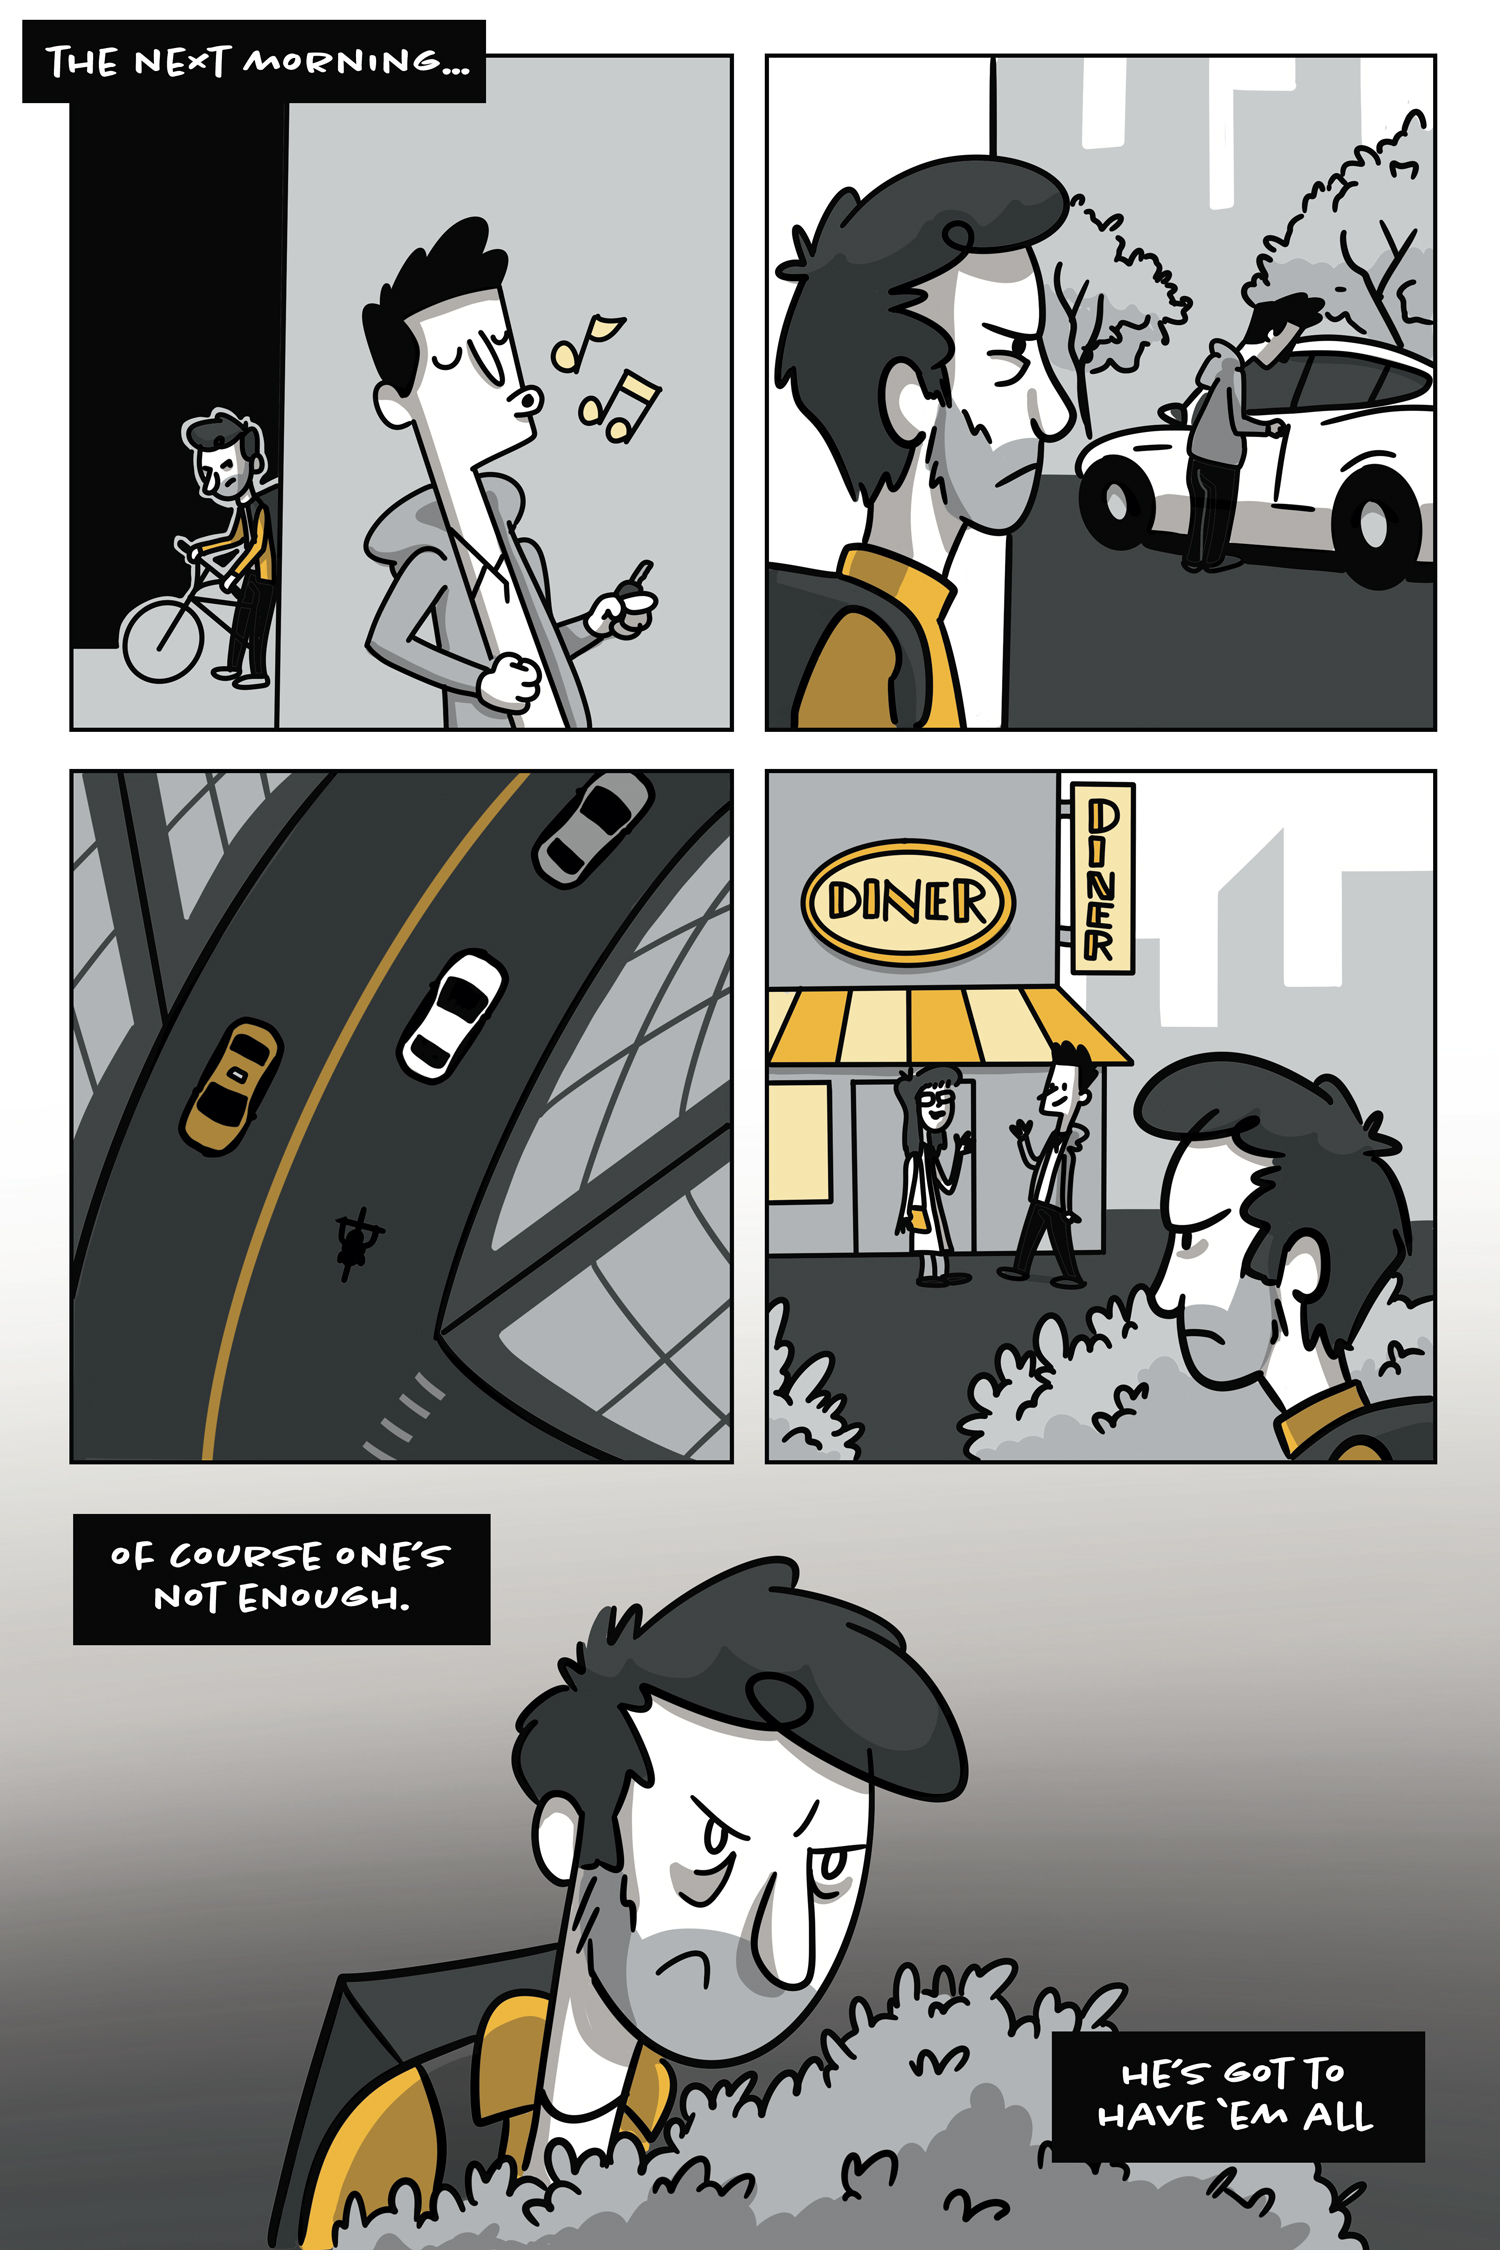 THE NEXT MORNING...
DINER
DINER
OF COURSE ONE'S
NOT ENOUGH.
HE'S GOT TO
HAVE 'EM ALL